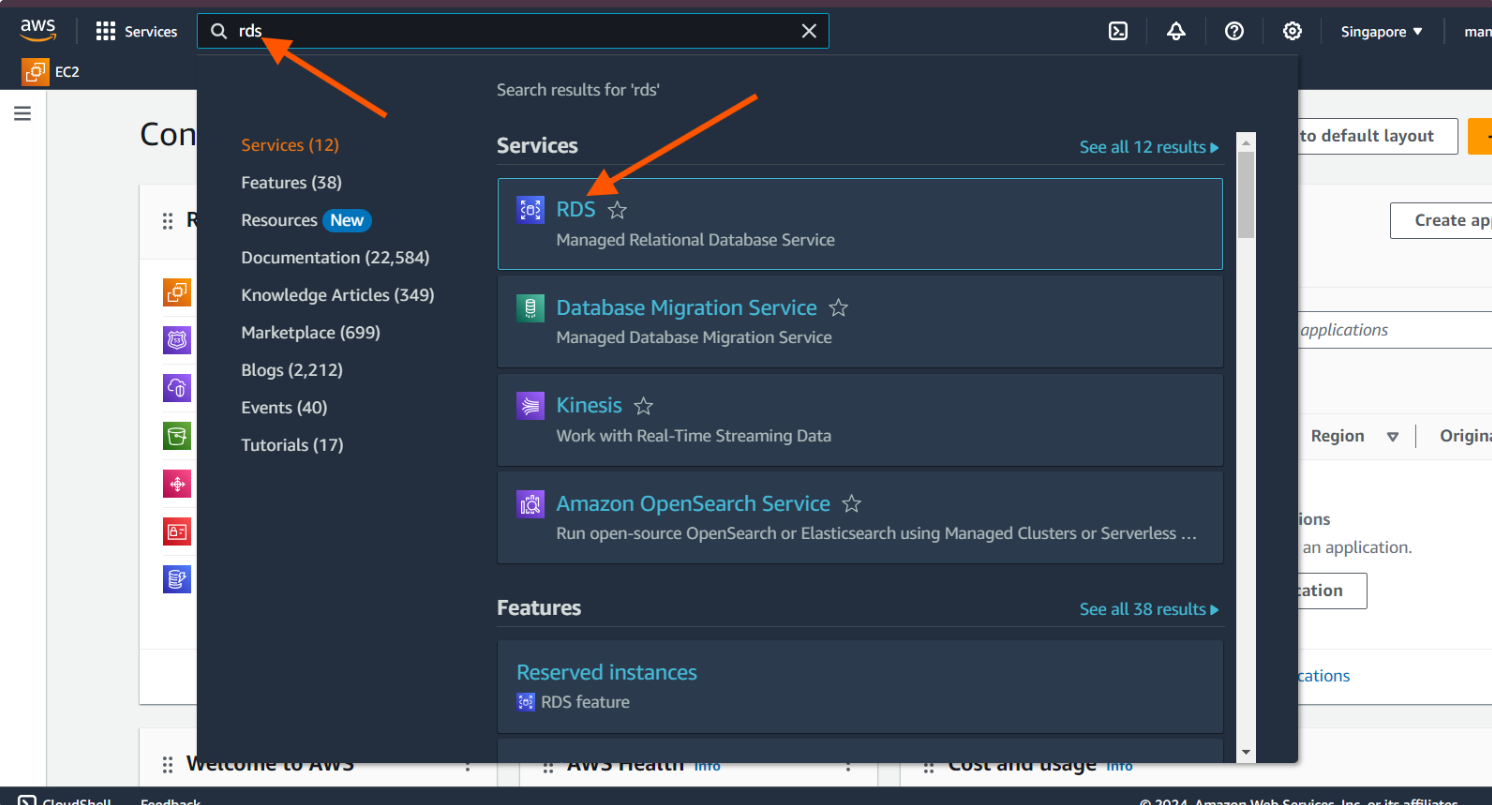 aws
Services
rds
Singapore
man
EC2
Search results for 'rds'
Con
Services (12)
Features (38)
Resources New
Documentation (22,584)
Knowledge Articles (349)
Marketplace (699)
Blogs (2,212)
Events (40)
Tutorials (17)
Services
See all 12 results
RDS
Managed Relational Database Service
Database Migration Service
Managed Database Migration Service
Kinesis
Work with Real-Time Streaming Data
Amazon OpenSearch Service
Run open-source OpenSearch or Elasticsearch using Managed Clusters or Serverless ...
Features
See all 38 results
Reserved instances
RDS feature
to default layout
R
Create app
applications
Region
Origina
ions
an application.
cation
cations
Welcome to AWS
AWS Health Info
Cost and usage Info
CloudShell
Feedback
© 2024, Amazon Web Services, Inc. or its affiliates.